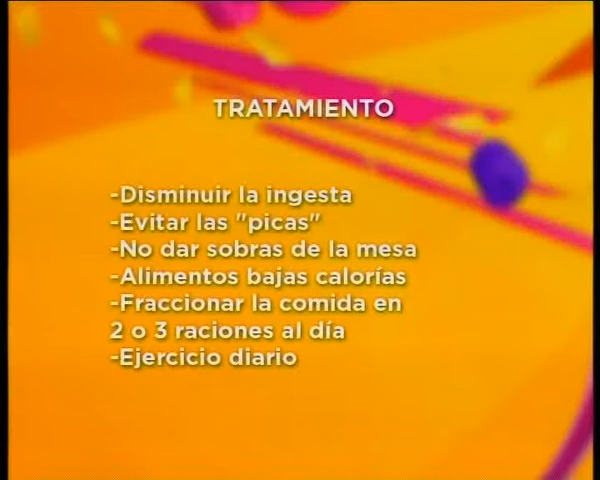 TRATAMIENTO
-Disminuir la ingesta
-Evitar las "picas"
-No dar sobras de la mesa
-Alimentos bajas calorías
-Fraccionar la comida en
2 o 3 raciones al día
-Ejercicio diario